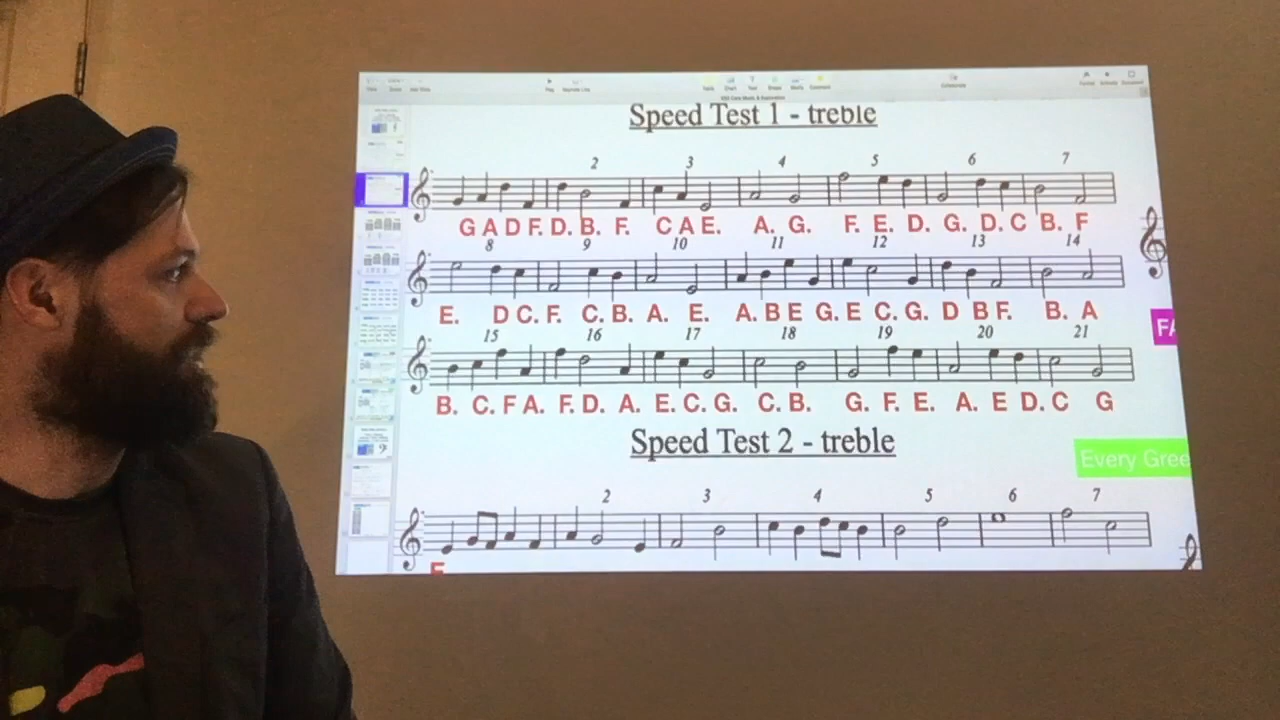 Speed Test 1 - treble
2 3 4 5 6 7
G A D F. D. B. F. C A E. A. G. F. E. D. G. D. C B. F
8 9 10 11 12 13 14
E. D C. F. C. B. A. E. A. B E G. E C. G. D B F. B. A
FA
15 16 17 18 19 20 21
B. C. F A. F. D. A. E. C. G. C. B. G. F. E. A. E D. C G
Speed Test 2 - treble
Every Gree
2 3 4 5 6 7